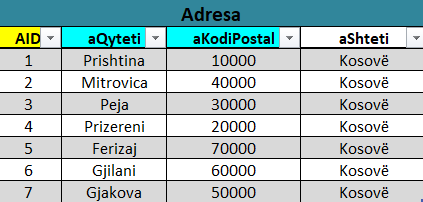 Adresa
AID aQyteti aKodiPostal aShteti
1 Prishtina 10000 Kosovë
2 Mitrovica 40000 Kosovë
3 Peja 30000 Kosovë
4 Prizereni 20000 Kosovë
5 Ferizaj 70000 Kosovë
6 Gjilani 60000 Kosovë
7 Gjakova 50000 Kosovë